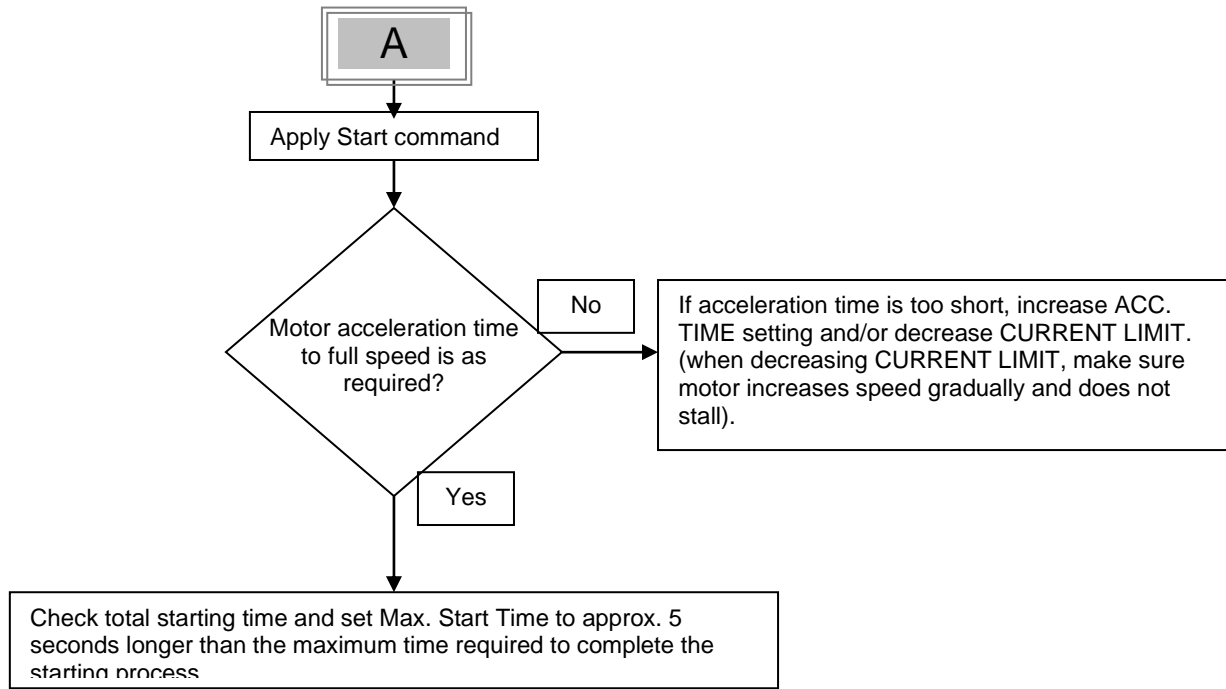 A
Apply Start command
Motor acceleration time
to full speed is as
required?
No
If acceleration time is too short, increase ACC.
TIME setting and/or decrease CURRENT LIMIT.
(when decreasing CURRENT LIMIT, make sure
motor increases speed gradually and does not
stall).
Yes
Check total starting time and set Max. Start Time to approx. 5
seconds longer than the maximum time required to complete the
starting process